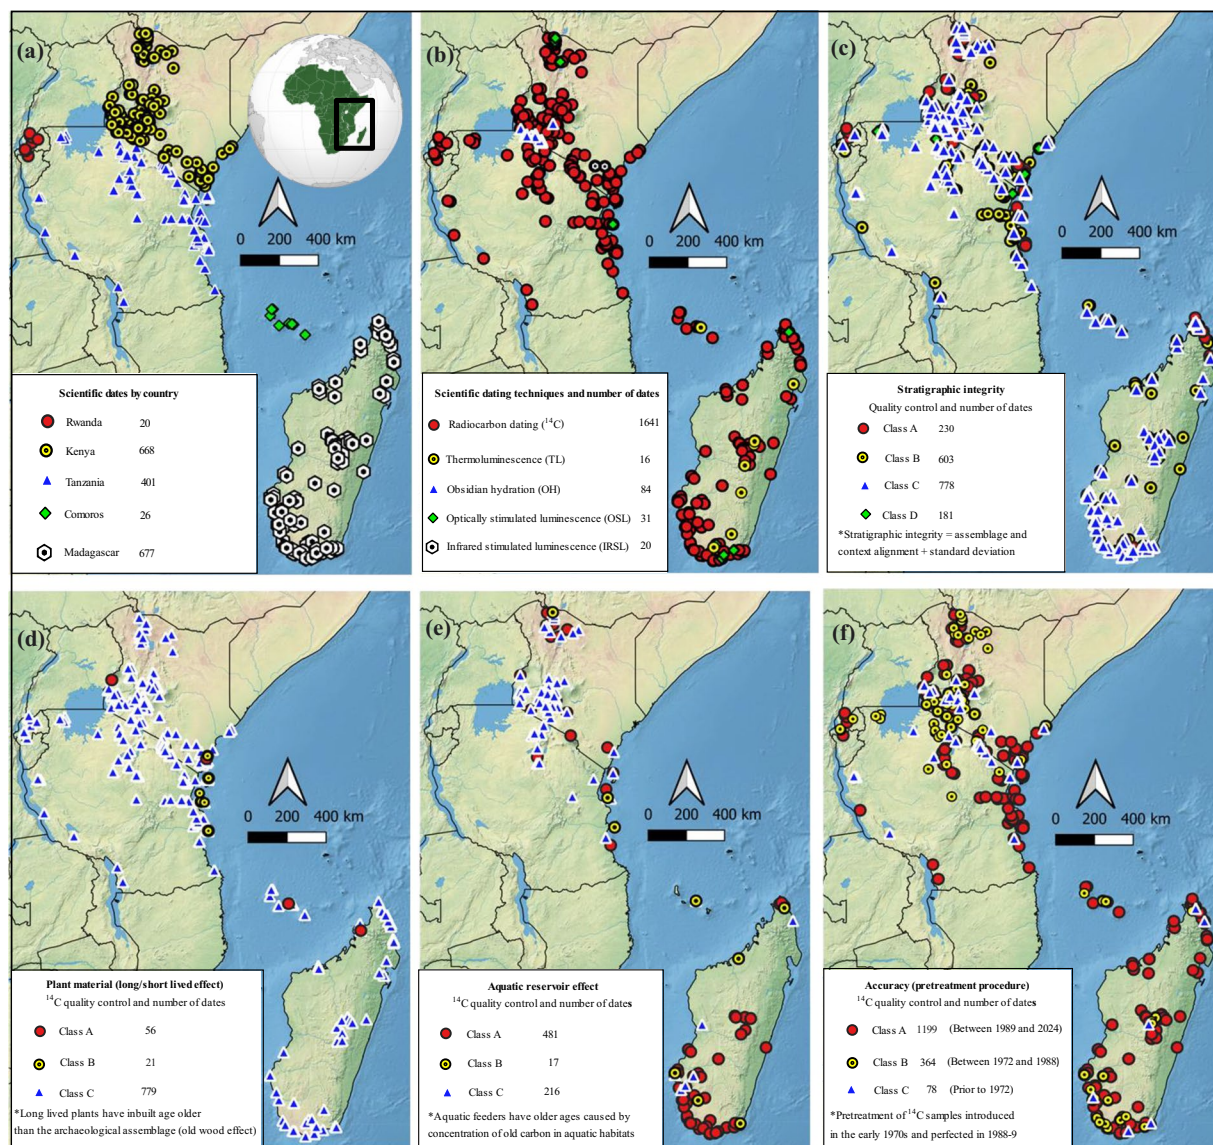 (a)
0 200 400 km
Scientific dates by country
Rwanda 20
Kenya 668
Tanzania 401
Comoros 26
Madagascar 677
(b)
0 200 400 km
Scientific dating techniques and number of dates
Radiocarbon dating (¹⁴C) 1641
Thermoluminescence (TL) 16
Obsidian hydration (OH) 84
Optically stimulated luminescence (OSL) 31
Infrared stimulated luminescence (IRSL) 20
(c)
0 200 400 km
Stratigraphic integrity
Quality control and number of dates
Class A 230
Class B 603
Class C 778
Class D 181
*Stratigraphic integrity = assemblage and
context alignment + standard deviation
(d)
0 200 400 km
Plant material (long/short lived effect)
¹⁴C quality control and number of dates
Class A 56
Class B 21
Class C 779
*Long lived plants have inbuilt age older
than the archaeological assemblage (old wood effect)
(e)
0 200 400 km
Aquatic reservoir effect
¹⁴C quality control and number of dates
Class A 481
Class B 17
Class C 216
*Aquatic feeders have older ages caused by
concentration of old carbon in aquatic habitats
(f)
0 200 400 km
Accuracy (pretreatment procedure)
¹⁴C quality control and number of dates
Class A 1199 (Between 1989 and 2024)
Class B 364 (Between 1972 and 1988)
Class C 78 (Prior to 1972)
*Pretreatment of ¹⁴C samples introduced
in the early 1970s and perfected in 1988-9